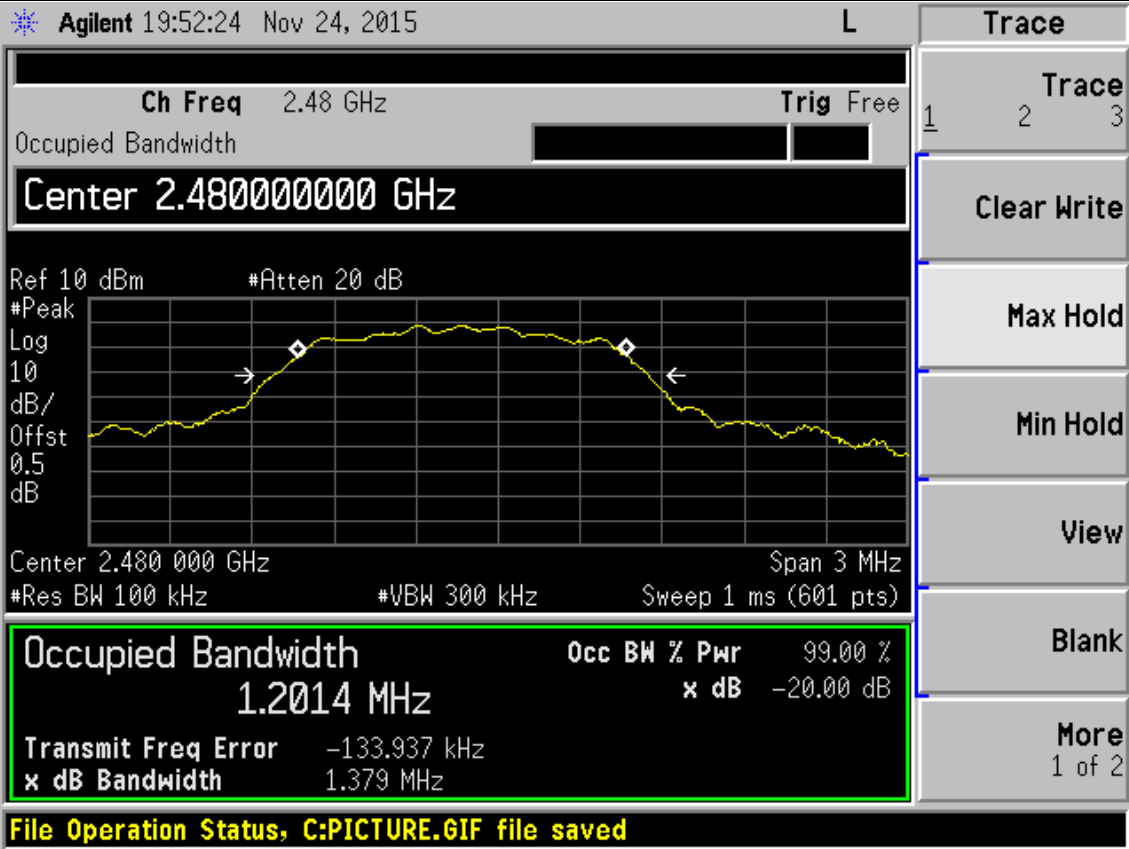 Agilent 19:52:24 Nov 24, 2015 L
Trace
Ch Freq 2.48 GHz Trig Free
Occupied Bandwidth
Center 2.480000000 GHz
Ref 10 dBm #Atten 20 dB
#Peak
Log
10
dB/
Offst
0.5
dB
Center 2.480 000 GHz Span 3 MHz
#Res BW 100 kHz #VBW 300 kHz Sweep 1 ms (601 pts)
Occupied Bandwidth
1.2014 MHz
Occ BW % Pwr 99.00 %
x dB -20.00 dB
Transmit Freq Error -133.937 kHz
x dB Bandwidth 1.379 MHz
Trace
1 2 3
Clear Write
Max Hold
Min Hold
View
Blank
More
1 of 2
File Operation Status, C:PICTURE.GIF file saved